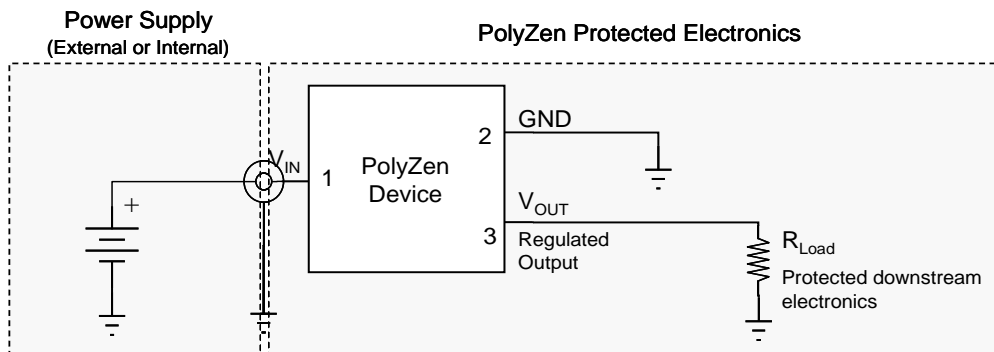 Power Supply
(External or Internal)
PolyZen Protected Electronics
V_IN
1
PolyZen
Device
2
GND
3
V_OUT
Regulated
Output
+
R_Load
Protected downstream
electronics